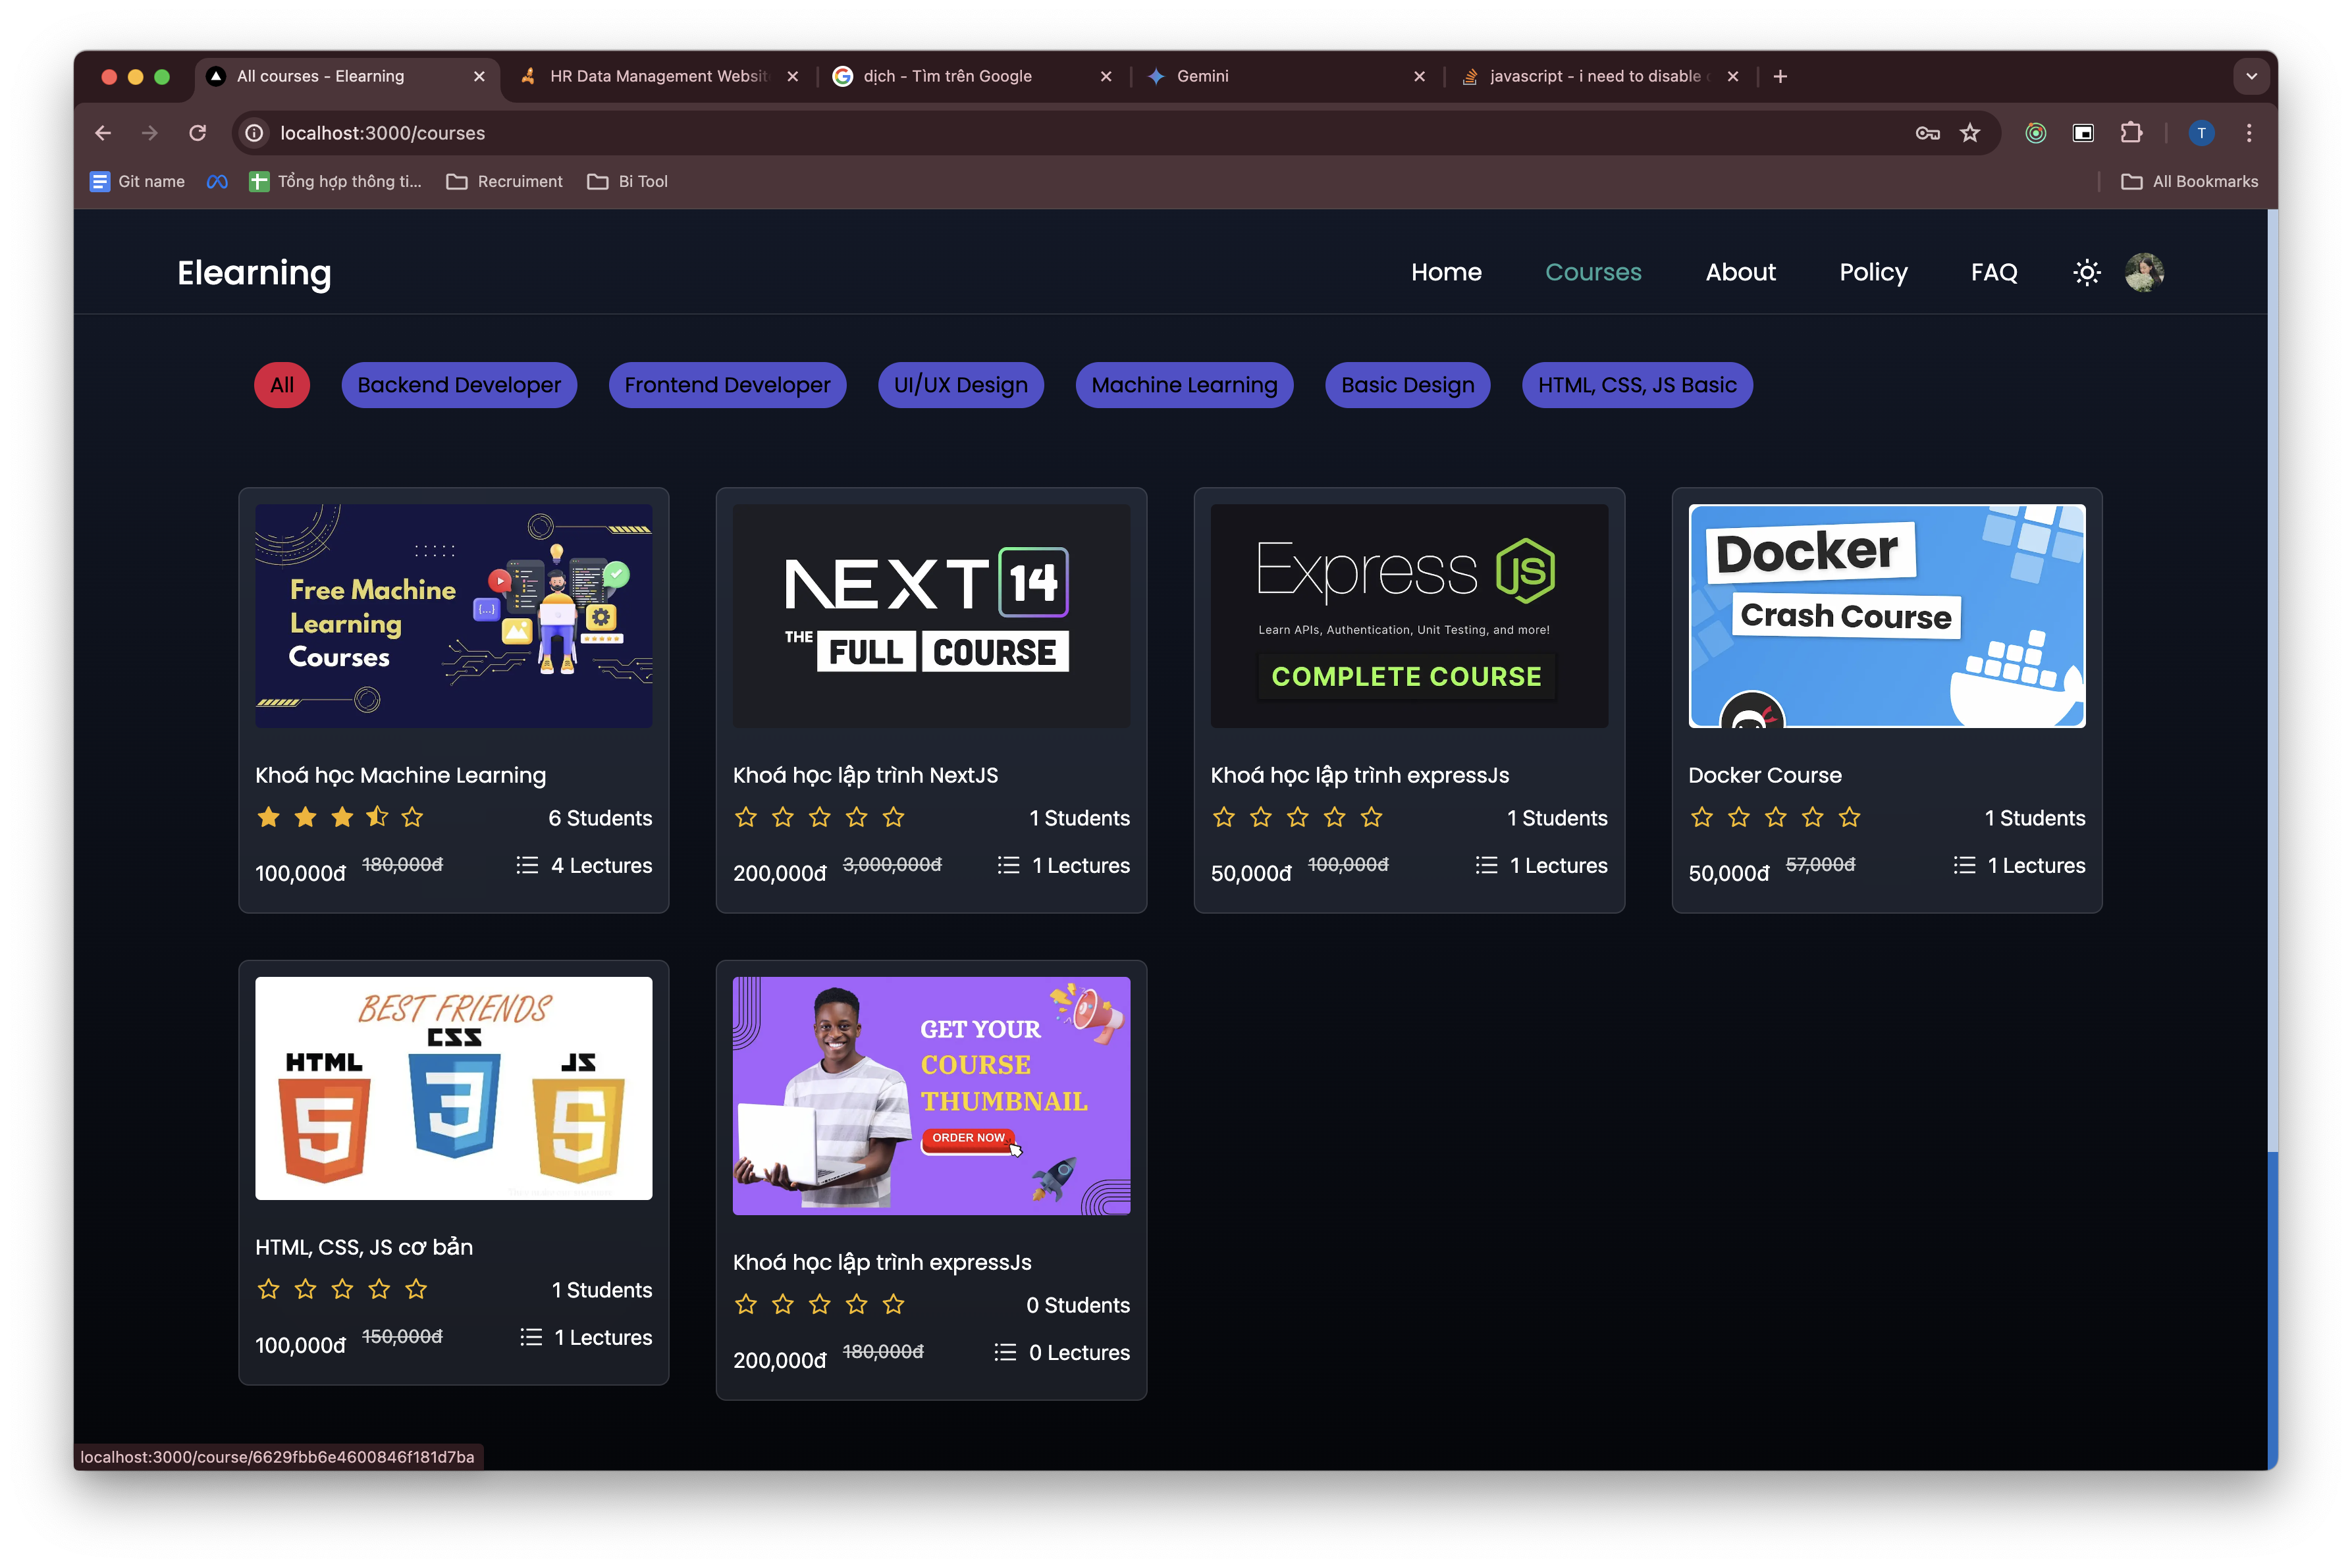 All courses - Elearning
HR Data Management Websit
dịch - Tìm trên Google
Gemini
javascript - i need to disable
localhost:3000/courses
T
Git name
Tổng hợp thông ti...
Recruiment
Bi Tool
All Bookmarks
Elearning
Home
Courses
About
Policy
FAQ
All
Backend Developer
Frontend Developer
UI/UX Design
Machine Learning
Basic Design
HTML, CSS, JS Basic
Free Machine
Learning
Courses
{...}
Khoá học Machine Learning
6 Students
100,000đ 180,000đ
4 Lectures
NEXT 14
THE FULL COURSE
Khoá học lập trình NextJS
1 Students
200,000đ 3,000,000đ
1 Lectures
Express JS
Learn APIs, Authentication, Unit Testing, and more!
COMPLETE COURSE
Khoá học lập trình expressJs
1 Students
50,000đ 100,000đ
1 Lectures
Docker
Crash Course
Docker Course
1 Students
50,000đ 57,000đ
1 Lectures
BEST FRIENDS
HTML
CSS
JS
5
3
5
HTML, CSS, JS cơ bản
1 Students
100,000đ 150,000đ
1 Lectures
GET YOUR
COURSE
THUMBNAIL
ORDER NOW
Khoá học lập trình expressJs
0 Students
200,000đ 180,000đ
0 Lectures
localhost:3000/course/6629fbb6e4600846f181d7ba